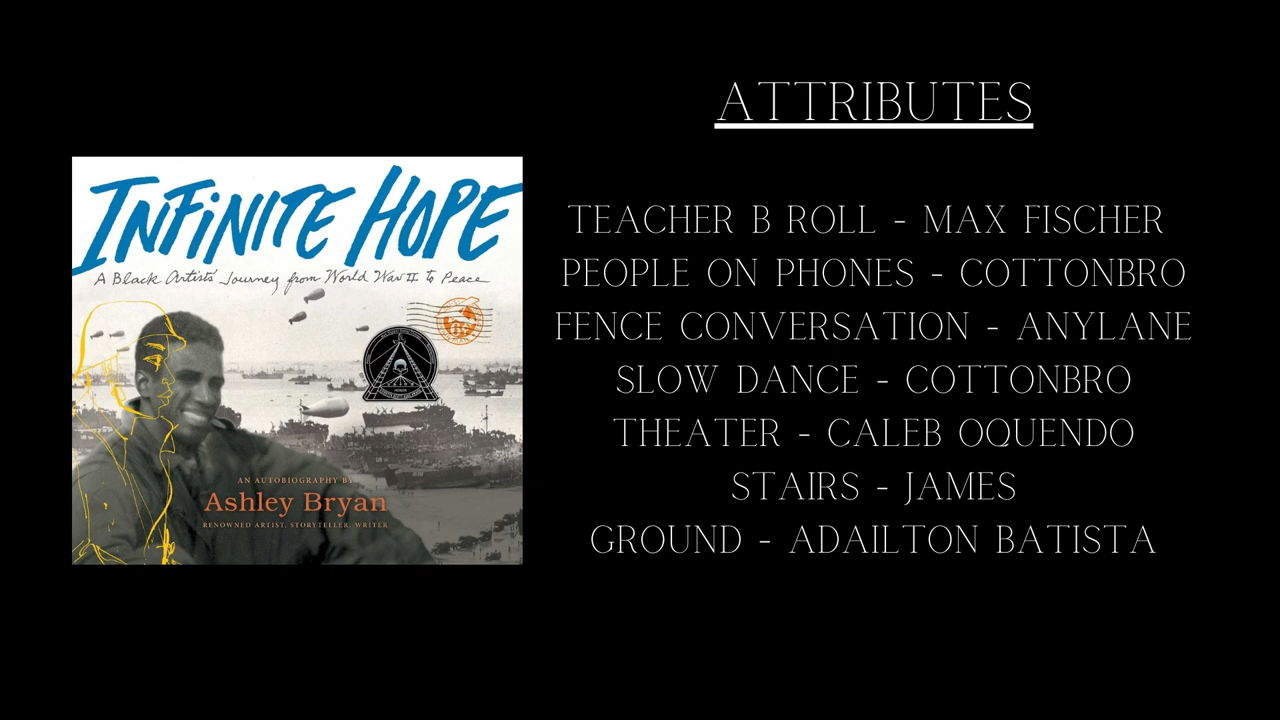 INFINITE HOPE
A Black Artist's Journey from World War II to Peace
AN AUTOBIOGRAPHY BY
Ashley Bryan
RENOWNED ARTIST, STORYTELLER, WRITER
ATTRIBUTES
TEACHER B ROLL - MAX FISCHER
PEOPLE ON PHONES - COTTONBRO
FENCE CONVERSATION - ANYLANE
SLOW DANCE - COTTONBRO
THEATER - CALEB OQUENDO
STAIRS - JAMES
GROUND - ADAILTON BATISTA